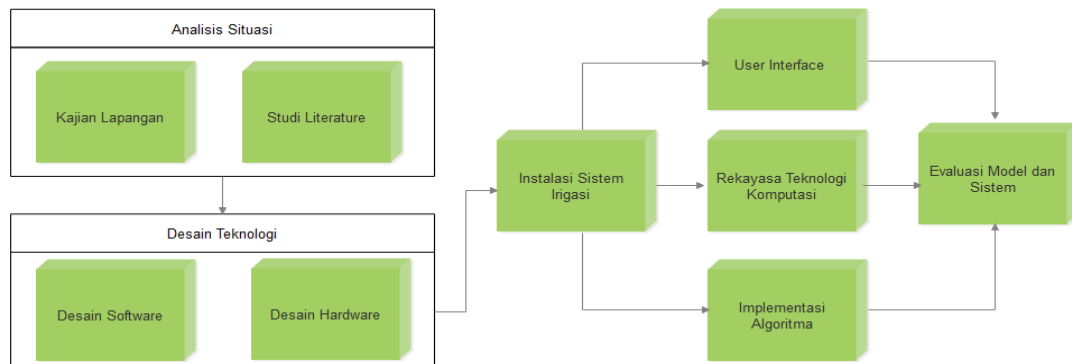 Analisis Situasi
Kajian Lapangan
Studi Literature
Desain Teknologi
Desain Software
Desain Hardware
Instalasi Sistem
Irigasi
User Interface
Rekayasa Teknologi
Komputasi
Implementasi
Algoritma
Evaluasi Model dan
Sistem